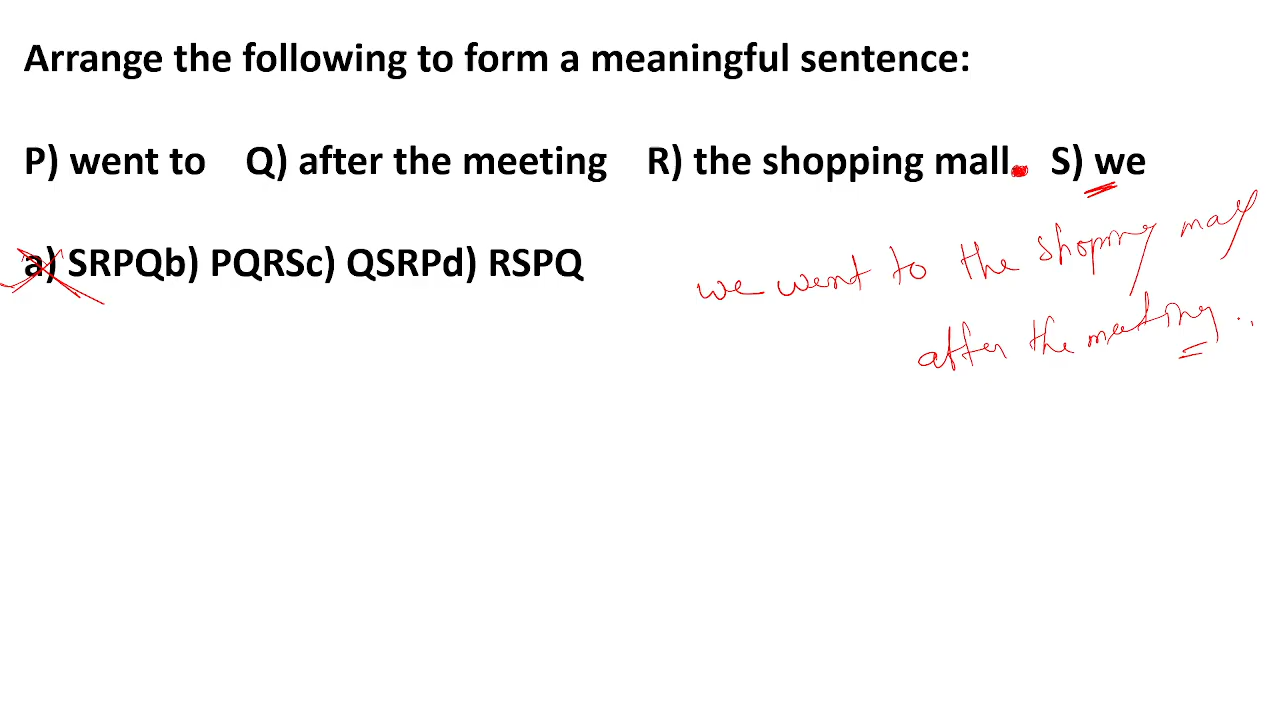 Arrange the following to form a meaningful sentence:
P) went to Q) after the meeting R) the shopping mall. S) we
a) SRPQb) PQRSc) QSRPd) RSPQ
we went to the shoping mall
after the meeting..